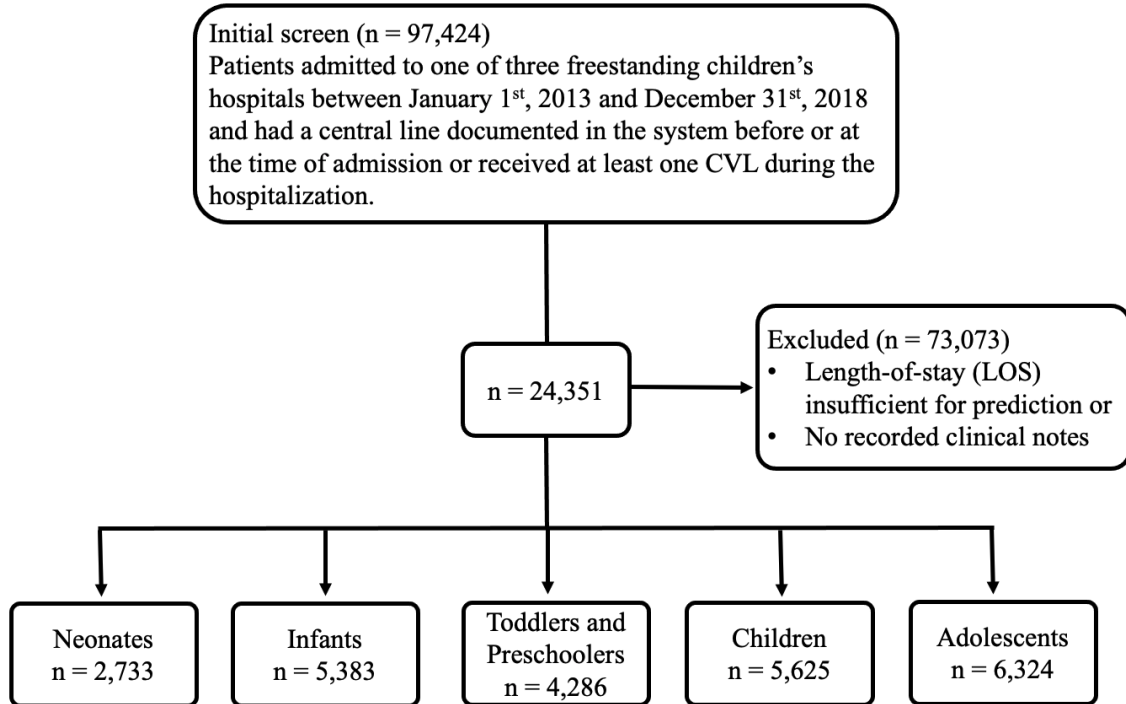 Initial screen (n = 97,424)
Patients admitted to one of three freestanding children's
hospitals between January 1st, 2013 and December 31st, 2018
and had a central line documented in the system before or at
the time of admission or received at least one CVL during the
hospitalization.
n = 24,351
Excluded (n = 73,073)
• Length-of-stay (LOS)
insufficient for prediction or
• No recorded clinical notes
Neonates
n = 2,733
Infants
n = 5,383
Toddlers and
Preschoolers
n = 4,286
Children
n = 5,625
Adolescents
n = 6,324